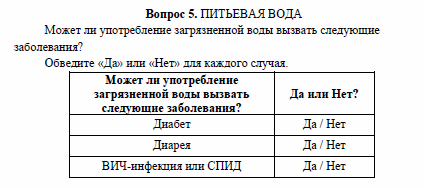 Вопрос 5. ПИТЬЕВАЯ ВОДА
Может ли употребление загрязненной воды вызвать следующие
заболевания?
Обведите «Да» или «Нет» для каждого случая.
Может ли употребление
загрязненной воды вызвать
следующие заболевания?
Да или Нет?
Диабет
Да / Нет
Диарея
Да / Нет
ВИЧ-инфекция или СПИД
Да / Нет